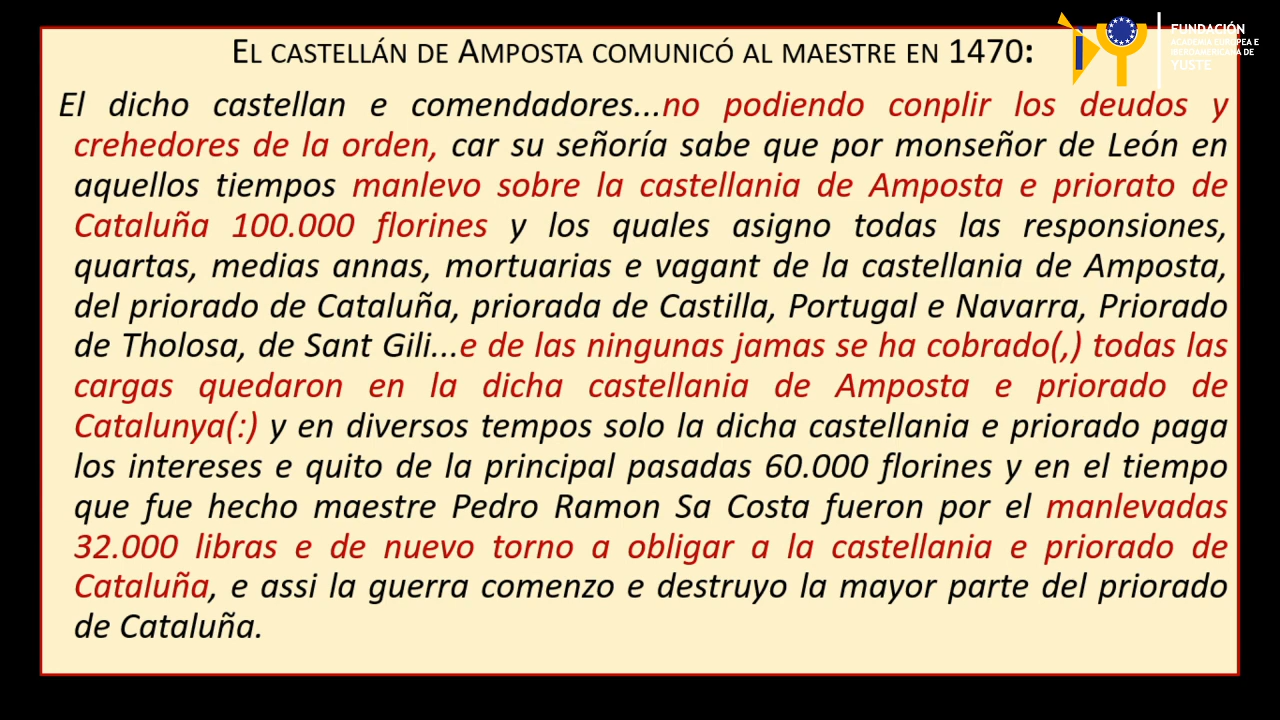 EL CASTELLÁN DE AMPOSTA COMUNICÓ AL MAESTRE EN 1470:
FUNDACIÓN
ACADEMIA EUROPEA E
IBEROAMERICANA DE
YUSTE
El dicho castellan e comendadores...no podiendo conplir los deudos y
crehedores de la orden, car su señoría sabe que por monseñor de León en
aquellos tiempos manlevo sobre la castellania de Amposta e priorato de
Cataluña 100.000 florines y los quales asigno todas las responsiones,
quartas, medias annas, mortuarias e vagant de la castellania de Amposta,
del priorado de Cataluña, priorada de Castilla, Portugal e Navarra, Priorado
de Tholosa, de Sant Gili...e de las ningunas jamas se ha cobrado(,) todas las
cargas quedaron en la dicha castellania de Amposta e priorado de
Catalunya(:) y en diversos tempos solo la dicha castellania e priorado paga
los intereses e quito de la principal pasadas 60.000 florines y en el tiempo
que fue hecho maestre Pedro Ramon Sa Costa fueron por el manlevadas
32.000 libras e de nuevo torno a obligar a la castellania e priorado de
Cataluña, e assi la guerra comenzo e destruyo la mayor parte del priorado
de Cataluña.